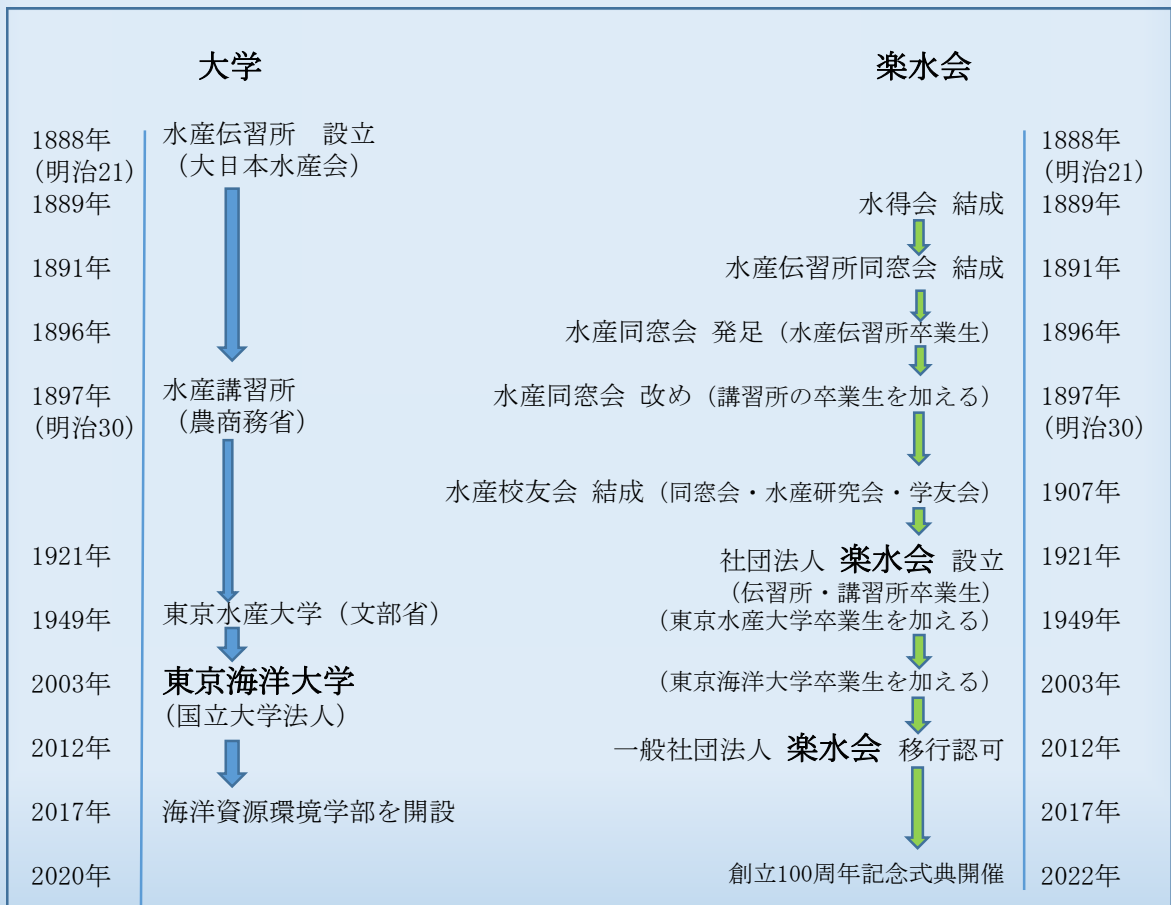 大学
楽水会
1888年
(明治21)
水産伝習所　設立
（大日本水産会）
1888年
(明治21)
1889年
水得会 結成
1889年
1891年
水産伝習所同窓会 結成
1891年
1896年
水産同窓会 発足（水産伝習所卒業生）
1896年
1897年
(明治30)
水産講習所
（農商務省）
水産同窓会 改め（講習所の卒業生を加える）
1897年
(明治30)
水産校友会 結成（同窓会・水産研究会・学友会）
1907年
1921年
社団法人 楽水会 設立
（伝習所・講習所卒業生）
1921年
1949年
東京水産大学（文部省）
（東京水産大学卒業生を加える）
1949年
2003年
東京海洋大学
（国立大学法人）
（東京海洋大学卒業生を加える）
2003年
2012年
一般社団法人 楽水会 移行認可
2012年
2017年
海洋資源環境学部を開設
2017年
2020年
創立100周年記念式典開催
2022年